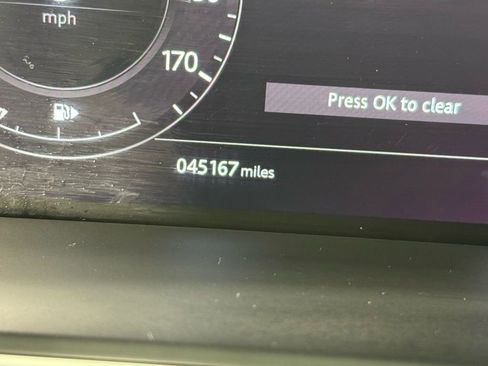 mph
170
Press OK to clear
045167 miles